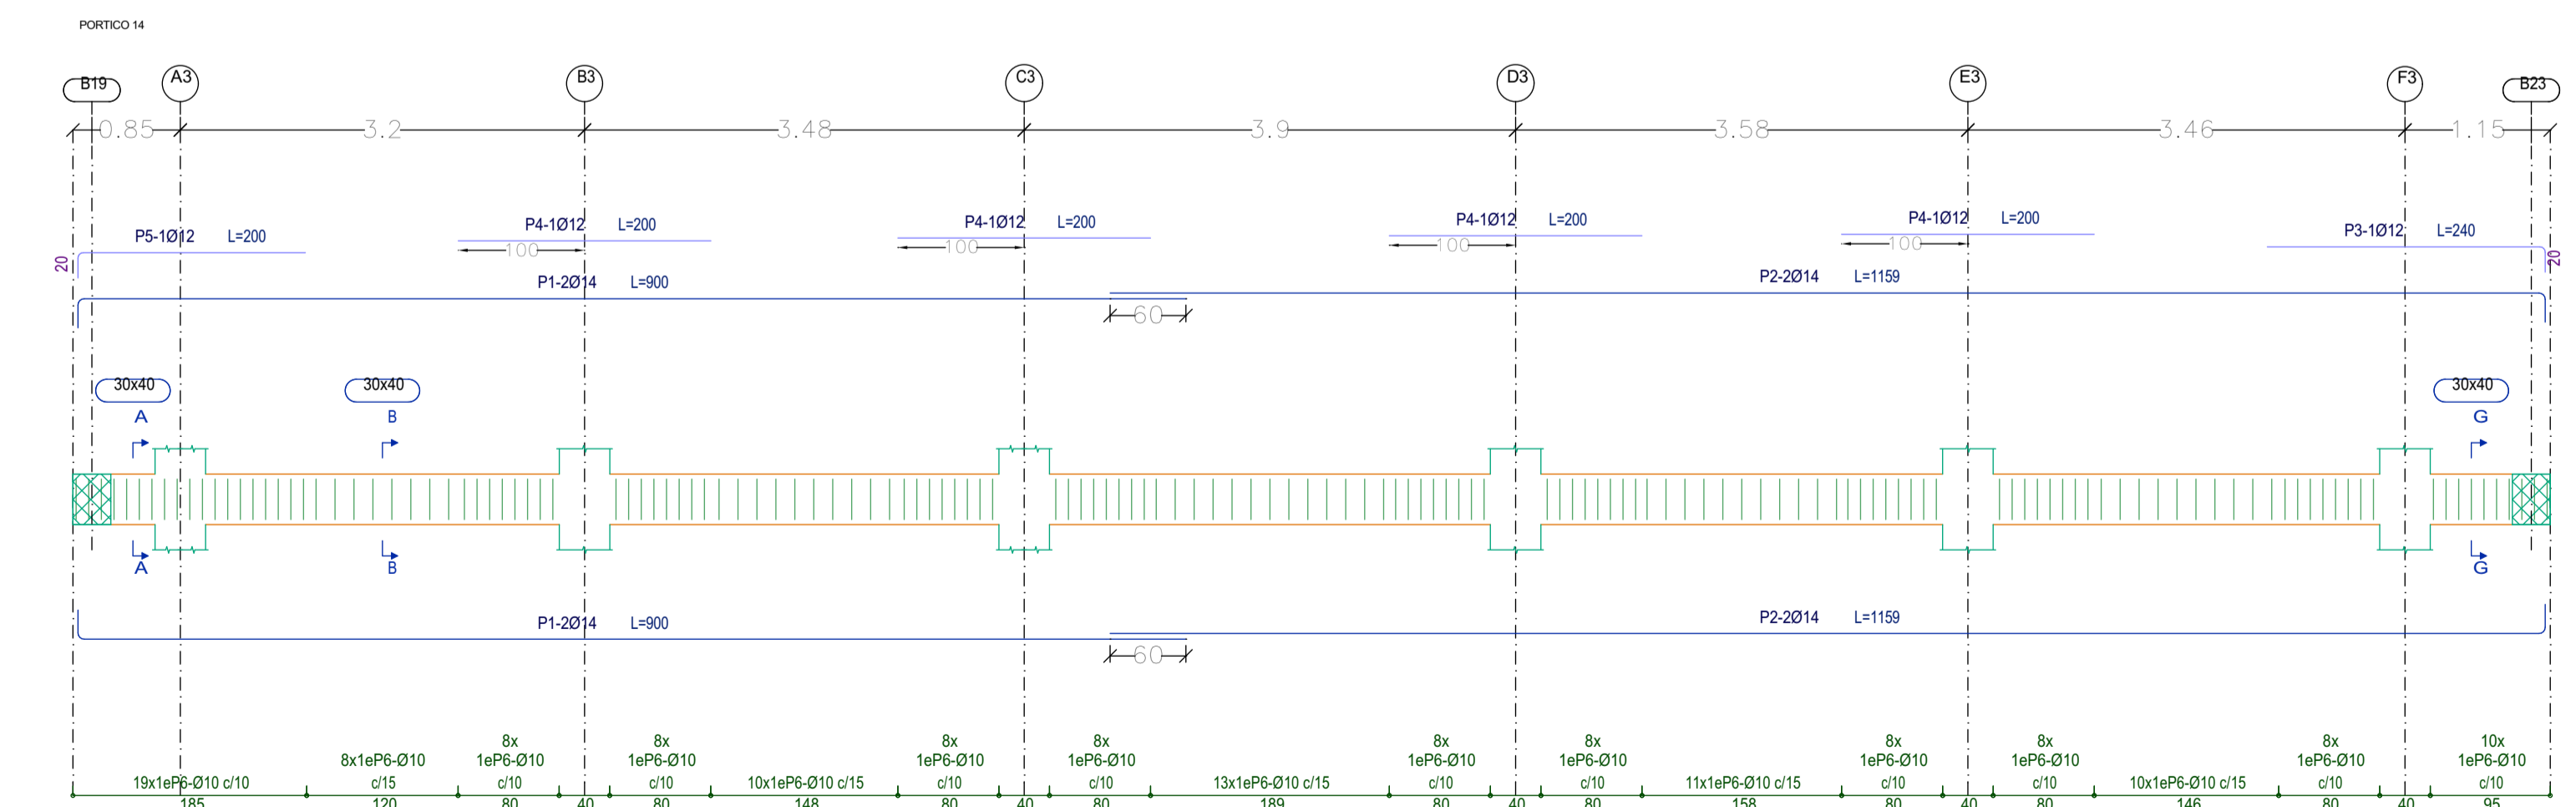 PORTICO 14
B19 A3 B3 C3 D3 E3 F3 B23
0.85 3.2 3.48 3.9 3.58 3.46 1.15
P5-1Ø12 L=200
P4-1Ø12 L=200
P4-1Ø12 L=200
P4-1Ø12 L=200
P4-1Ø12 L=200
P3-1Ø12 L=240
100 100 100 100
20 20
P1-2Ø14 L=900
P2-2Ø14 L=1159
60
30x40 30x40 30x40
A B G
A B G
P1-2Ø14 L=900
P2-2Ø14 L=1159
60
8x 8x 8x 8x 8x 8x 8x 8x 8x 10x
8x1eP6-Ø10 1eP6-Ø10 1eP6-Ø10 1eP6-Ø10 1eP6-Ø10 1eP6-Ø10 1eP6-Ø10 1eP6-Ø10 1eP6-Ø10 1eP6-Ø10 1eP6-Ø10
19x1eP6-Ø10 c/10 c/15 c/10 c/10 10x1eP6-Ø10 c/15 c/10 c/10 13x1eP6-Ø10 c/15 c/10 c/10 11x1eP6-Ø10 c/15 c/10 c/10 10x1eP6-Ø10 c/15 c/10 c/10
185 120 80 40 80 148 80 40 80 189 80 40 80 158 80 40 80 146 80 40 95